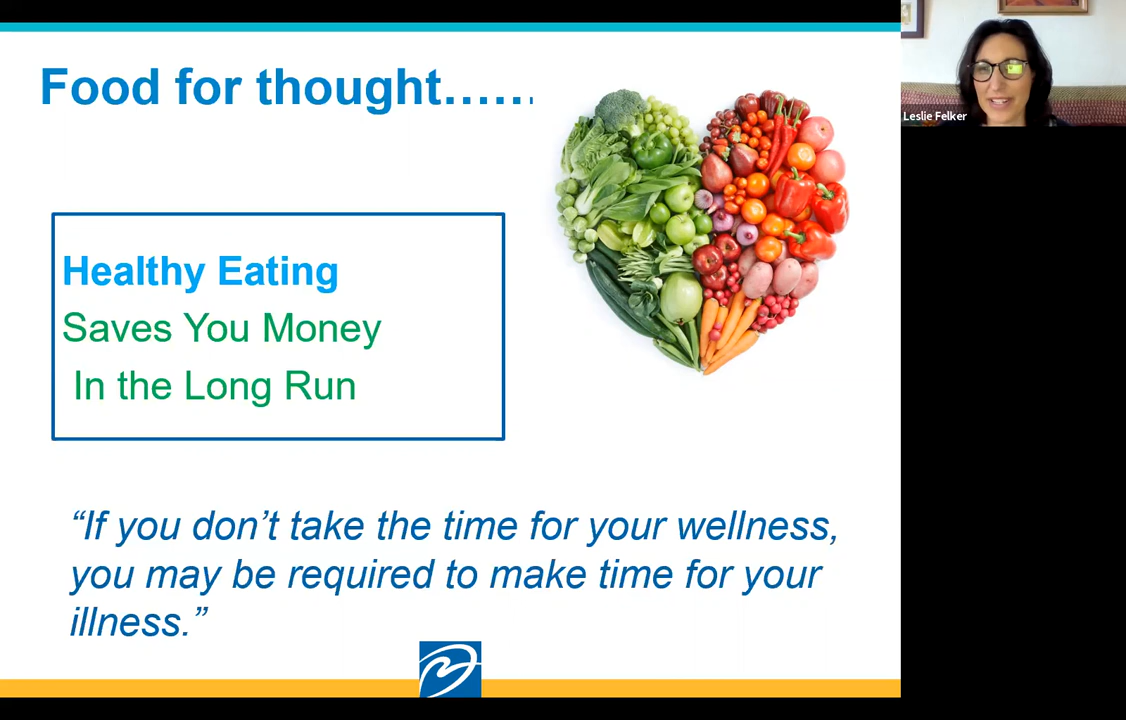 Food for thought……
Healthy Eating
Saves You Money
In the Long Run
“If you don’t take the time for your wellness,
you may be required to make time for your
illness.”
Leslie Felker